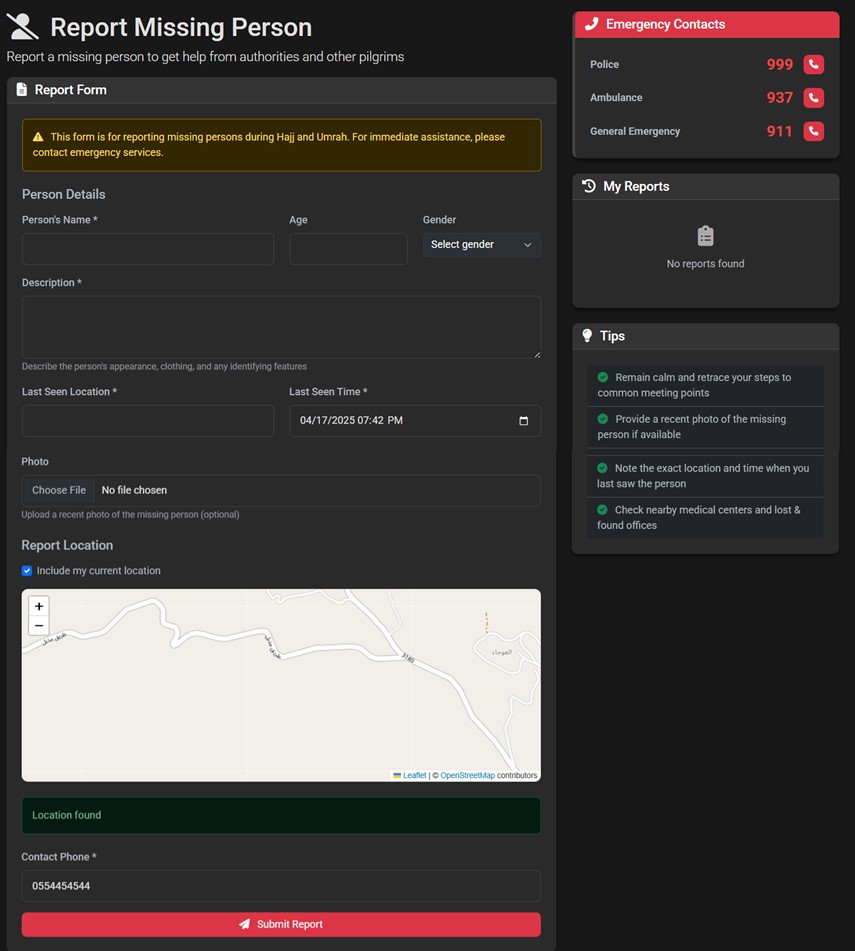 Report Missing Person
Report a missing person to get help from authorities and other pilgrims
Report Form
This form is for reporting missing persons during Hajj and Umrah. For immediate assistance, please
contact emergency services.
Person Details
Person's Name *
Age
Gender
Select gender
Description *
Describe the person's appearance, clothing, and any identifying features
Last Seen Location *
Last Seen Time *
04/17/2025 07:42 PM
Photo
Choose File
No file chosen
Upload a recent photo of the missing person (optional)
Report Location
Include my current location
+
−
طريق مدبل
طريق مدبل
3180
العوجاء
Leaflet | © OpenStreetMap contributors
Location found
Contact Phone *
0554454544
Submit Report
Emergency Contacts
Police 999
Ambulance 937
General Emergency 911
My Reports
No reports found
Tips
Remain calm and retrace your steps to
common meeting points
Provide a recent photo of the missing
person if available
Note the exact location and time when you
last saw the person
Check nearby medical centers and lost &
found offices